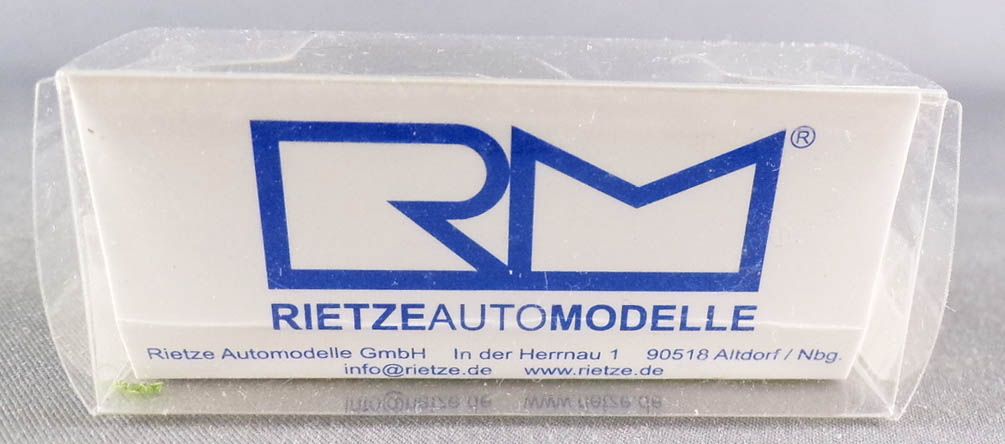 RM®
RIETZEAUTOMODELLE
Rietze Automodelle GmbH In der Herrnau 1 90518 Altdorf / Nbg.
info@rietze.de www.rietze.de